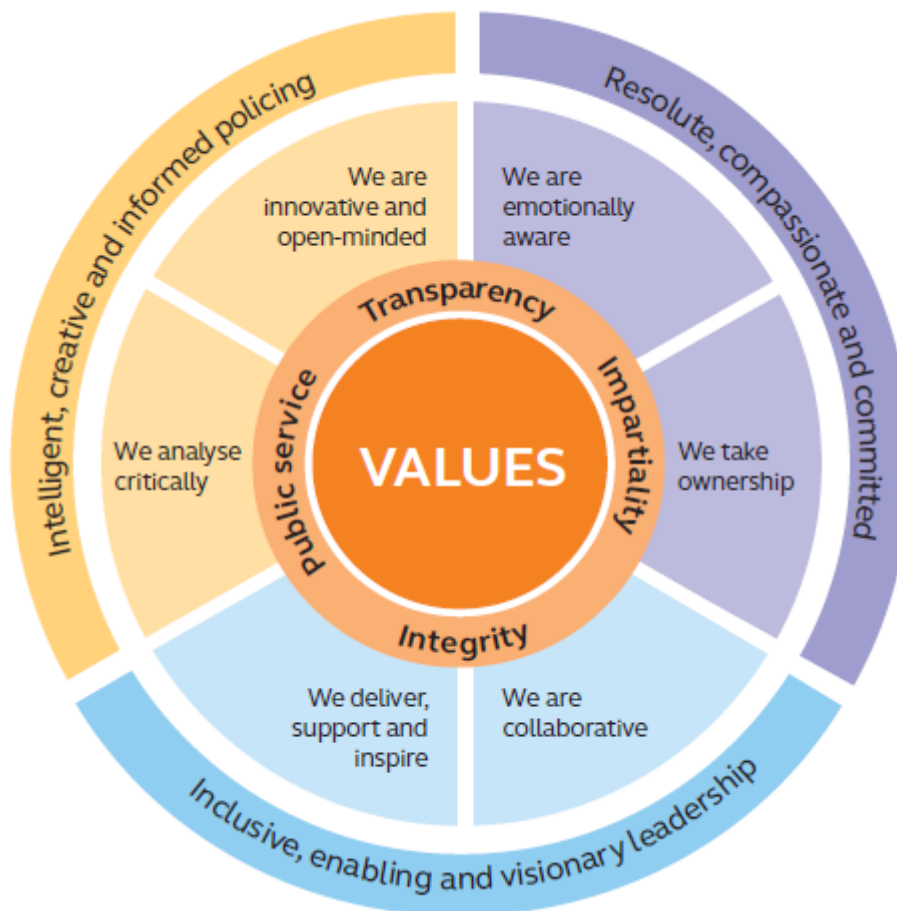 Intelligent, creative and informed policing
Resolute, compassionate and committed
We are
innovative and
open-minded
We are
emotionally
aware
Transparency
We analyse
critically
Public service
VALUES
Impartiality
We take
ownership
Integrity
We deliver,
support and
inspire
We are
collaborative
Inclusive, enabling and visionary leadership